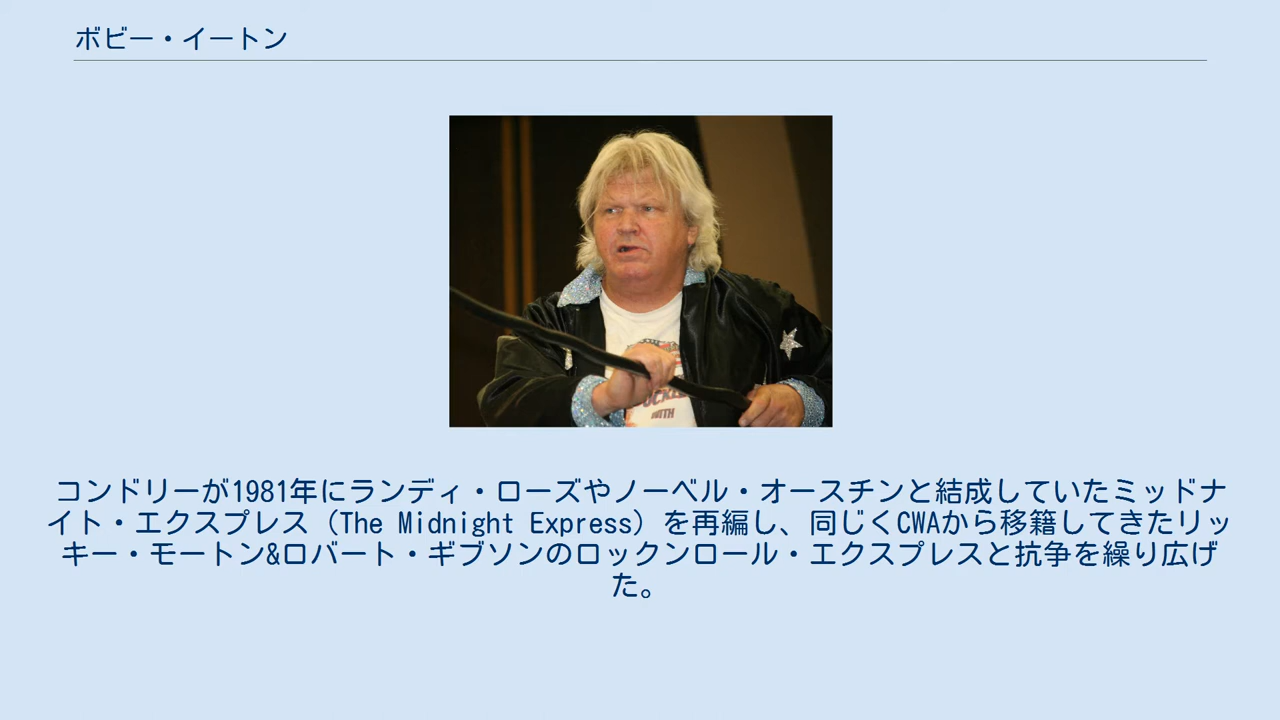 ボビー・イートン
UCKE
WITH
コンドリーが1981年にランディ・ローズやノーベル・オースチンと結成していたミッドナ
イト・エクスプレス（The Midnight Express）を再編し、同じくCWAから移籍してきたリッ
キー・モートン&ロバート・ギブソンのロックンロール・エクスプレスと抗争を繰り広げ
た。